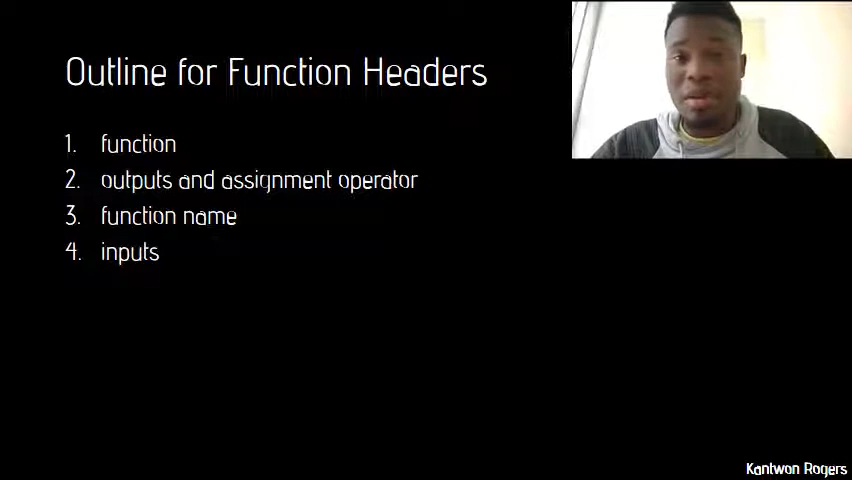 Outline for Function Headers
1. function
2. outputs and assignment operator
3. function name
4. inputs
Kantwon Rogers